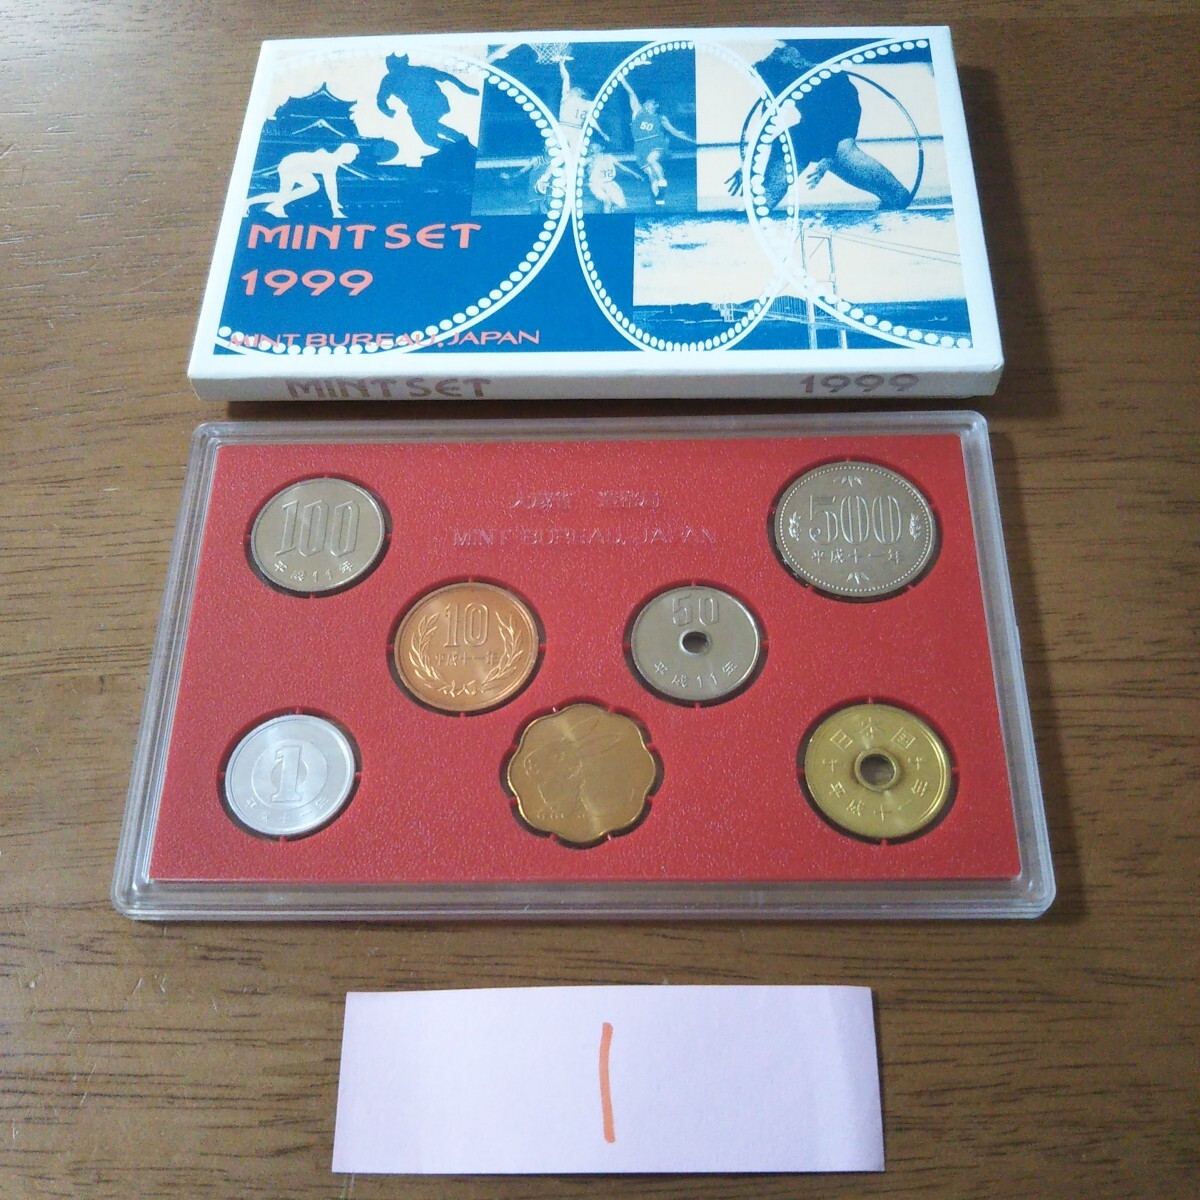 MINT SET
1999
MINT BUREAU, JAPAN
MINT SET 1999
大蔵省 造幣局
MINT BUREAU, JAPAN
100
平成11年
500
平成十一年
10
平成十一年
50
平成11年
1
日本国
平成十一年
1